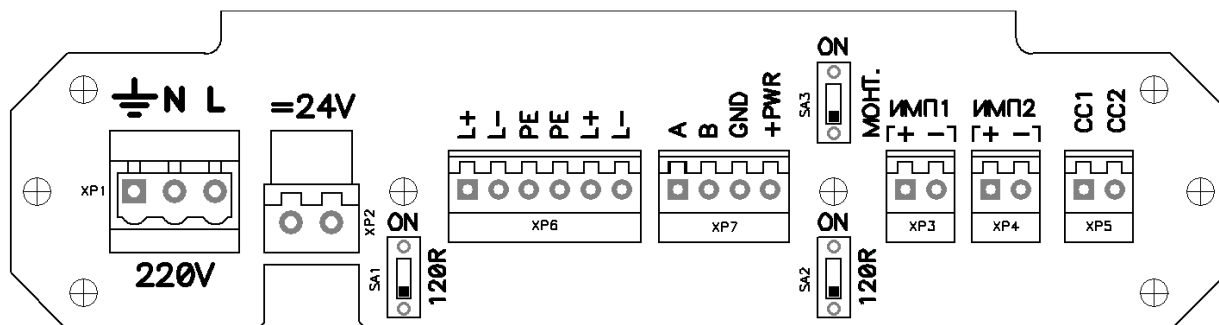 N L
=24V
XP1
220V
XP2
ON
SA1
120R
L+ L- PE PE L+ L-
XP6
A B GND +PWR
XP7
ON
SA3
МОНТ.
ON
SA2
120R
ИМП1
+ -
XP3
ИМП2
+ -
XP4
CC1 CC2
XP5